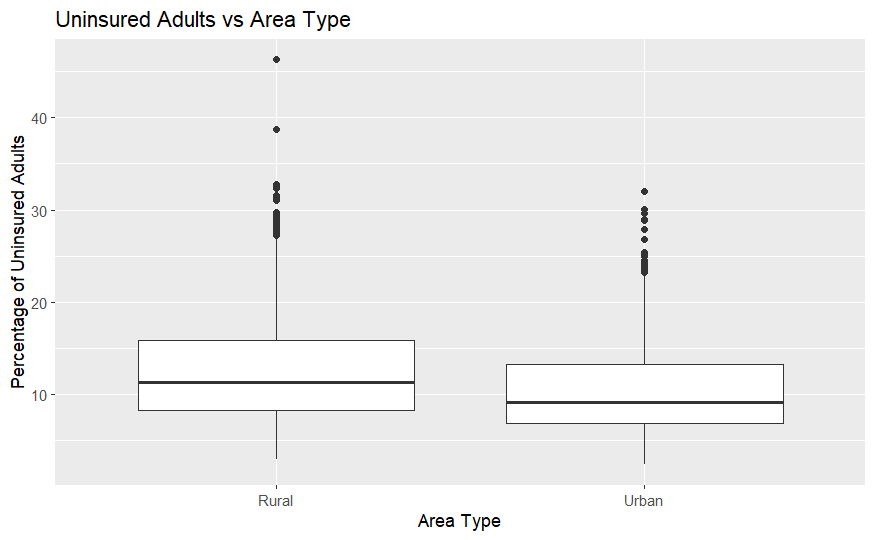 Uninsured Adults vs Area Type
Percentage of Uninsured Adults
40
30
20
10
Rural
Urban
Area Type